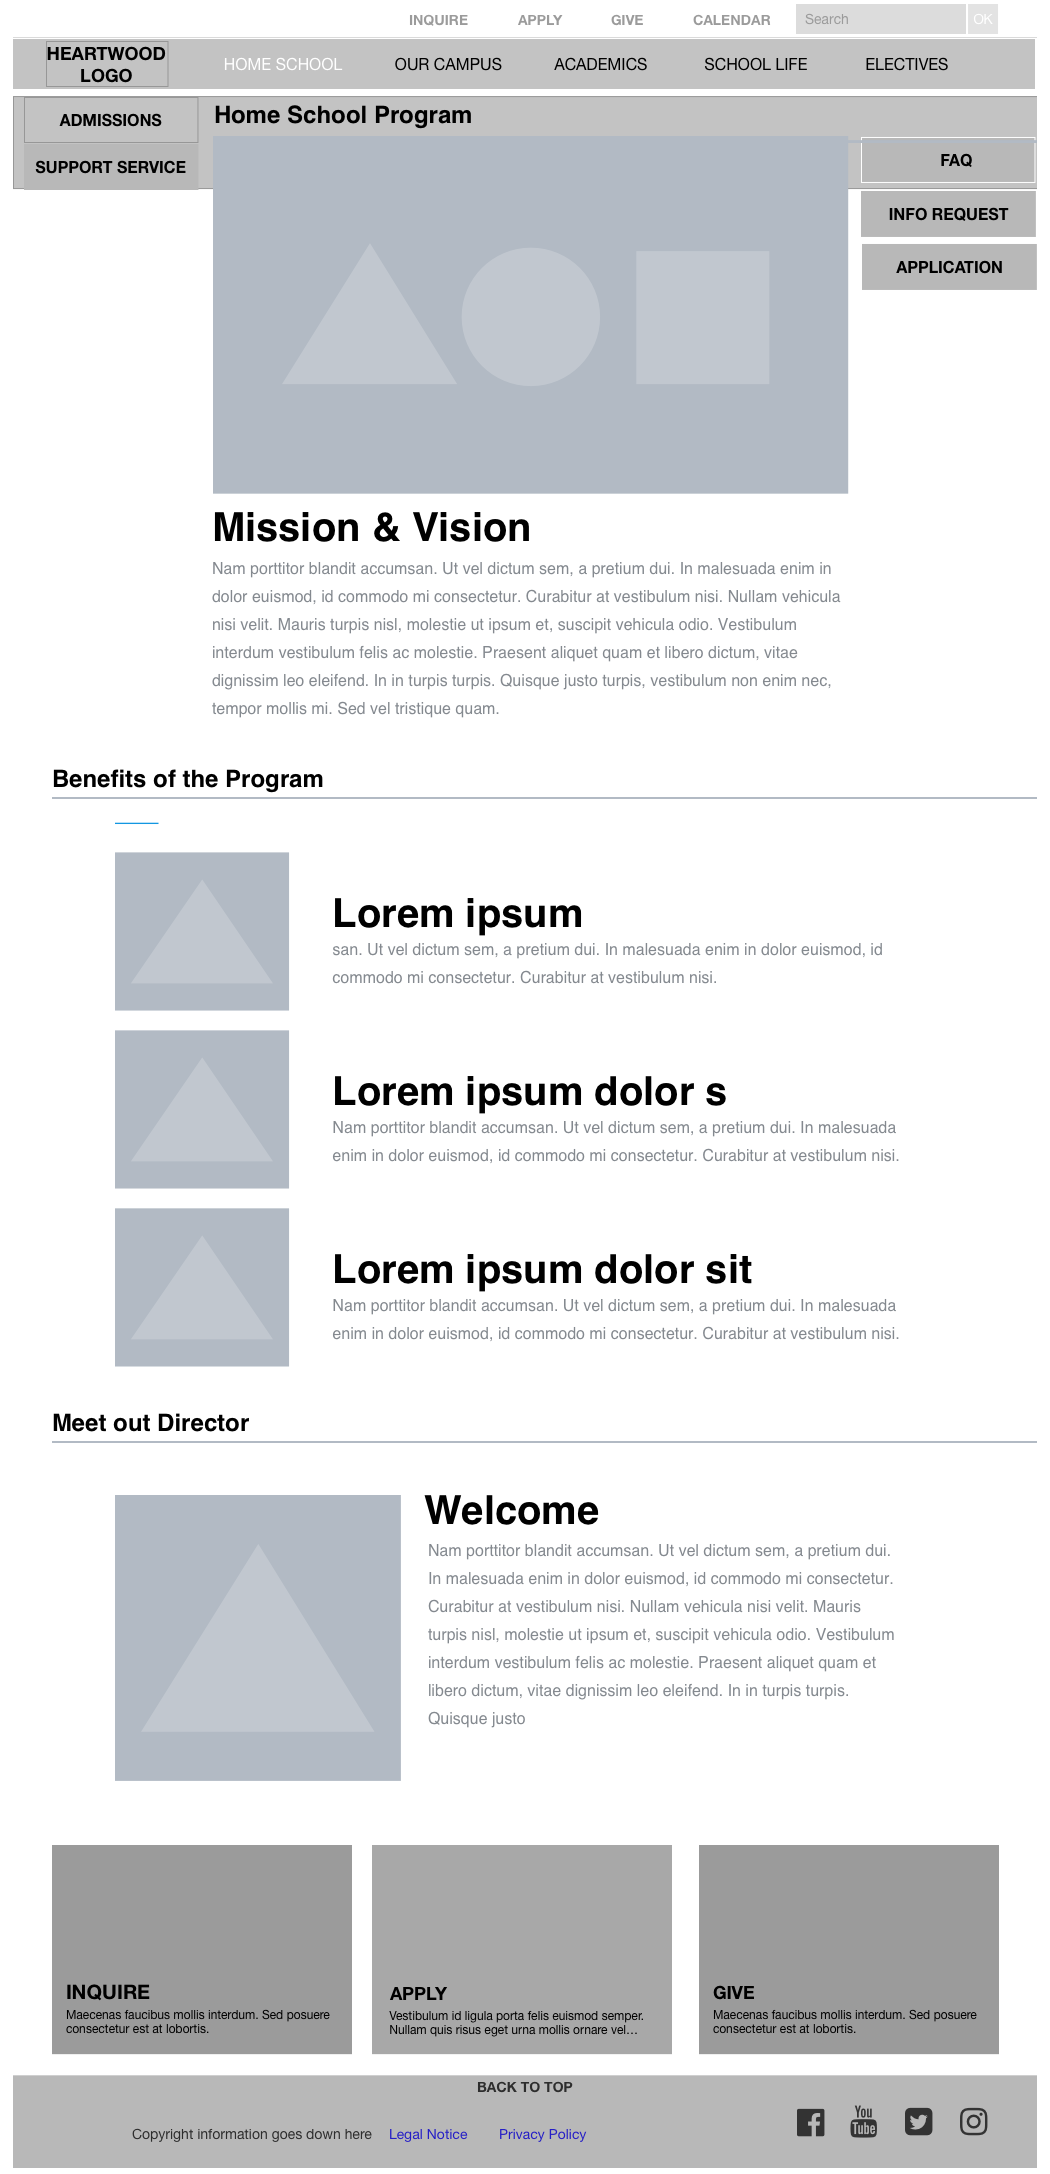 INQUIRE APPLY GIVE CALENDAR Search OK
HEARTWOOD
LOGO
HOME SCHOOL OUR CAMPUS ACADEMICS SCHOOL LIFE ELECTIVES
ADMISSIONS
SUPPORT SERVICE
Home School Program
FAQ
INFO REQUEST
APPLICATION
Mission & Vision
Nam porttitor blandit accumsan. Ut vel dictum sem, a pretium dui. In malesuada enim in
dolor euismod, id commodo mi consectetur. Curabitur at vestibulum nisi. Nullam vehicula
nisi velit. Mauris turpis nisl, molestie ut ipsum et, suscipit vehicula odio. Vestibulum
interdum vestibulum felis ac molestie. Praesent aliquet quam et libero dictum, vitae
dignissim leo eleifend. In in turpis turpis. Quisque justo turpis, vestibulum non enim nec,
tempor mollis mi. Sed vel tristique quam.
Benefits of the Program
Lorem ipsum
san. Ut vel dictum sem, a pretium dui. In malesuada enim in dolor euismod, id
commodo mi consectetur. Curabitur at vestibulum nisi.
Lorem ipsum dolor s
Nam porttitor blandit accumsan. Ut vel dictum sem, a pretium dui. In malesuada
enim in dolor euismod, id commodo mi consectetur. Curabitur at vestibulum nisi.
Lorem ipsum dolor sit
Nam porttitor blandit accumsan. Ut vel dictum sem, a pretium dui. In malesuada
enim in dolor euismod, id commodo mi consectetur. Curabitur at vestibulum nisi.
Meet out Director
Welcome
Nam porttitor blandit accumsan. Ut vel dictum sem, a pretium dui.
In malesuada enim in dolor euismod, id commodo mi consectetur.
Curabitur at vestibulum nisi. Nullam vehicula nisi velit. Mauris
turpis nisl, molestie ut ipsum et, suscipit vehicula odio. Vestibulum
interdum vestibulum felis ac molestie. Praesent aliquet quam et
libero dictum, vitae dignissim leo eleifend. In in turpis turpis.
Quisque justo
INQUIRE
Maecenas faucibus mollis interdum. Sed posuere
consectetur est at lobortis.
APPLY
Vestibulum id ligula porta felis euismod semper.
Nullam quis risus eget urna mollis ornare vel...
GIVE
Maecenas faucibus mollis interdum. Sed posuere
consectetur est at lobortis.
BACK TO TOP
Copyright information goes down here Legal Notice Privacy Policy
You
Tube